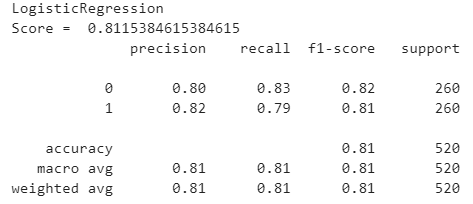 LogisticRegression
Score =  0.8115384615384615
              precision    recall  f1-score   support

           0       0.80      0.83      0.82       260
           1       0.82      0.79      0.81       260

    accuracy                           0.81       520
   macro avg       0.81      0.81      0.81       520
weighted avg       0.81      0.81      0.81       520